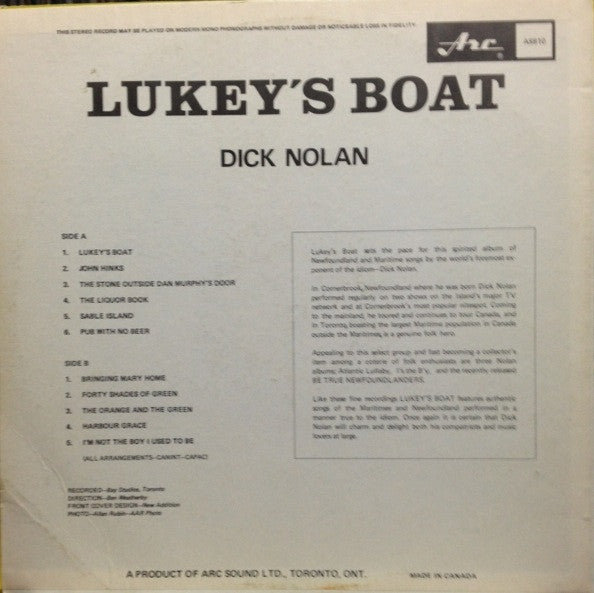 THIS STEREO RECORD MAY BE PLAYED ON MODERN MONO PHONOGRAPHS WITHOUT DAMAGE OR NOTICEABLE LOSS IN FIDELITY.
Arc
AS810
LUKEY'S BOAT
DICK NOLAN
SIDE A
1. LUKEY'S BOAT
2. JOHN HINKS
3. THE STONE OUTSIDE DAN MURPHY'S DOOR
4. THE LIQUOR BOOK
5. SABLE ISLAND
6. PUB WITH NO BEER
SIDE B
1. BRINGING MARY HOME
2. FORTY SHADES OF GREEN
3. THE ORANGE AND THE GREEN
4. HARBOUR GRACE
5. I'M NOT THE BOY I USED TO BE
(ALL ARRANGEMENTS-CANINT-CAPAC)
RECORDED-Bay Studios, Toronto
DIRECTION-Ben Weatherby
FRONT COVER DESIGN-New Addition
PHOTO-Allan Rubin-AAR Photo
Lukey's Boat was the pace for this spirited album of
Newfoundland and Maritime songs by the world's foremost ex
ponent of the idiom-Dick Nolan.
In Cornerbrook, Newfoundland where he was born Dick Nolan
performed regularly on two shows on the Island's major TV
network and at Cornerbrook's most popular nitespot. Coming
to the mainland, he toured and continues to tour Canada, and
in Toronto, boasting the largest Maritime population in Canada
outside the Maritimes, is a genuine folk hero.
Appealing to this select group and fast becoming a collector's
item among a coterie of folk enthusiasts are three Nolan
albums; Atlantic Lullaby, I's the B'y, and the recently released
BE TRUE NEWFOUNDLANDERS.
Like these fine recordings LUKEY'S BOAT features authentic
songs of the Maritimes and Newfoundland performed in a
manner true to the idiom. Once again it is certain that Dick
Nolan will charm and delight both his compatriots and music
lovers at large.
A PRODUCT OF ARC SOUND LTD., TORONTO, ONT.
MADE IN CANADA